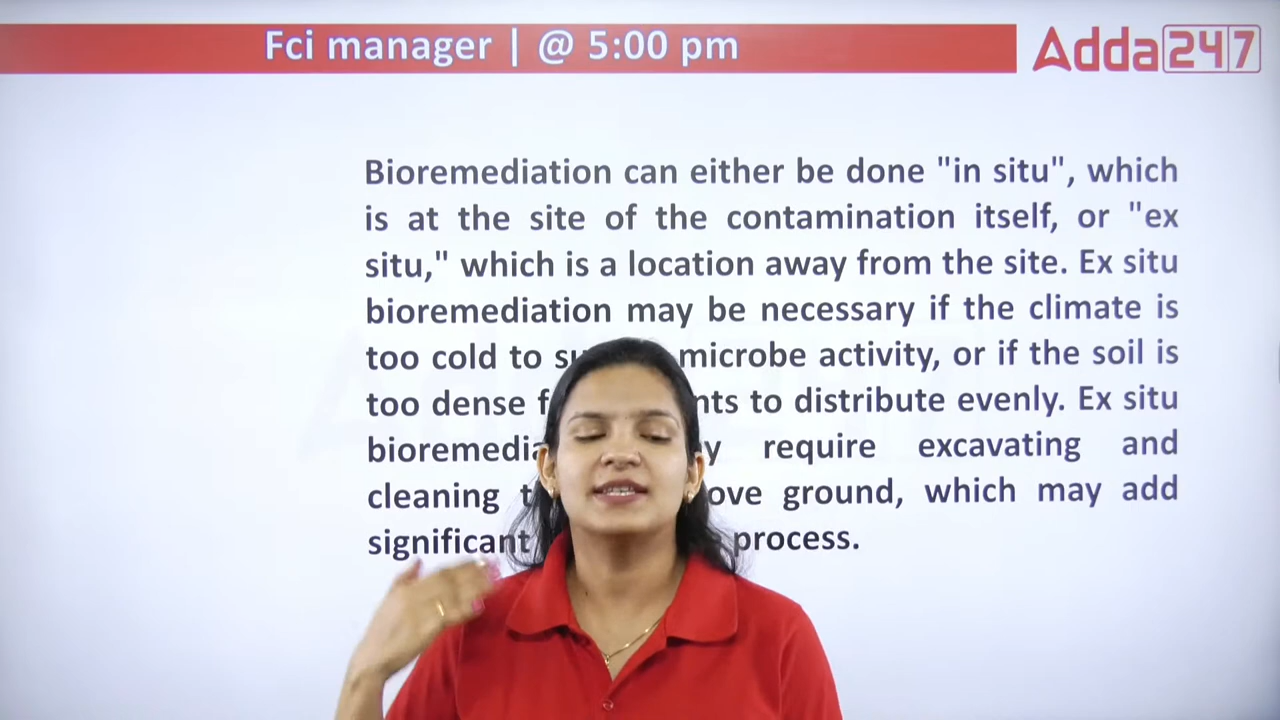 Fci manager | @ 5:00 pm
Adda247
Bioremediation can either be done "in situ", which
is at the site of the contamination itself, or "ex
situ," which is a location away from the site. Ex situ
bioremediation may be necessary if the climate is
too cold to microbe activity, or if the soil is
too dense to distribute evenly. Ex situ
require excavating and
cleaning ground, which may add
significant process.